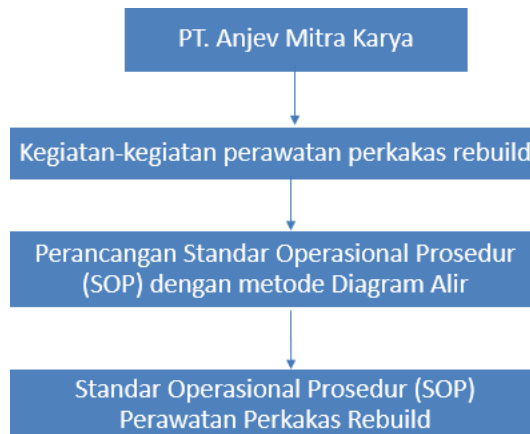 PT. Anjev Mitra Karya
Kegiatan-kegiatan perawatan perkakas rebuild
Perancangan Standar Operasional Prosedur
(SOP) dengan metode Diagram Alir
Standar Operasional Prosedur (SOP)
Perawatan Perkakas Rebuild